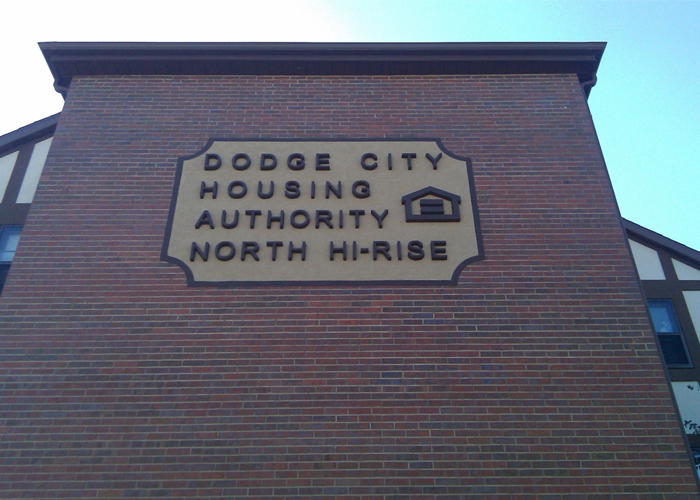 DODGE CITY
HOUSING
AUTHORITY
NORTH HI-RISE